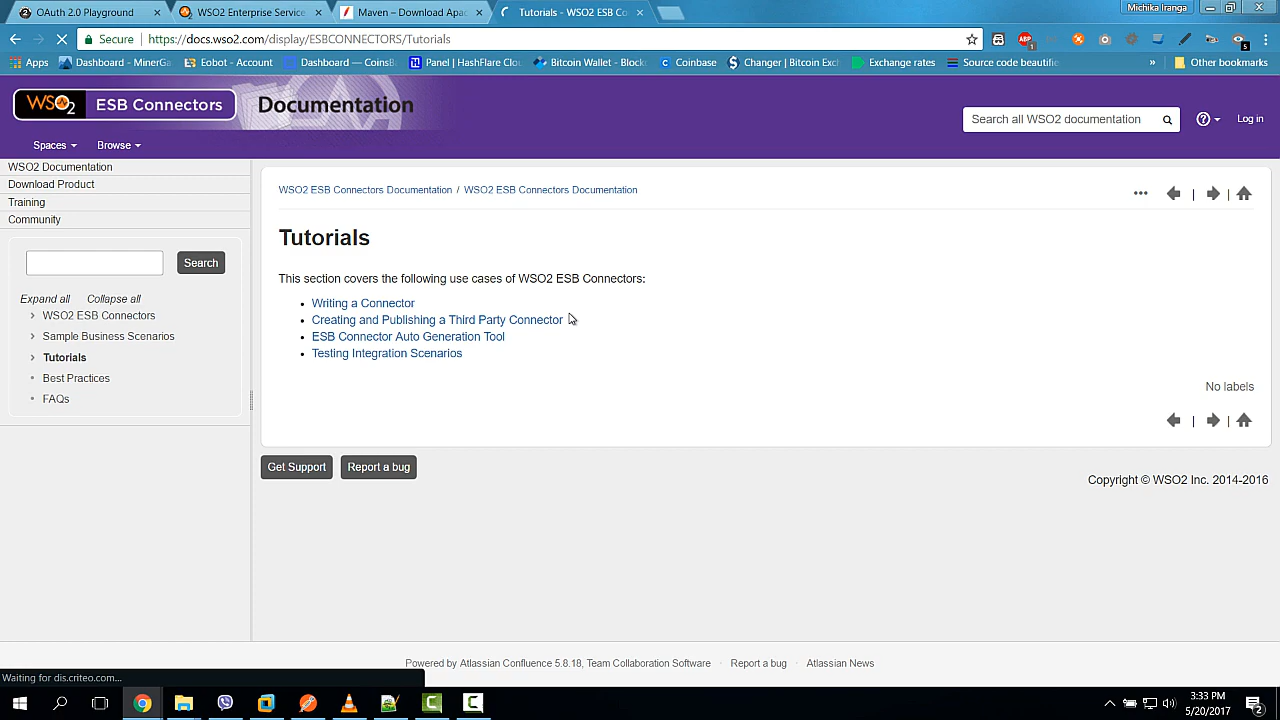 OAuth 2.0 Playground
WSO2 Enterprise Service
Maven – Download Apac
Tutorials - WSO2 ESB Co
Michika Iranga
Secure
https://docs.wso2.com/display/ESBCONNECTORS/Tutorials
Apps
Dashboard - MinerGa
Eobot - Account
Dashboard — CoinsB
Panel | HashFlare Clou
Bitcoin Wallet - Block
Coinbase
Changer | Bitcoin Exch
Exchange rates
Source code beautifie
»
Other bookmarks
WSO2 ESB Connectors Documentation
Search all WSO2 documentation
Log in
Spaces
Browse
WSO2 Documentation
Download Product
Training
Community
Search
Expand all Collapse all
WSO2 ESB Connectors
Sample Business Scenarios
Tutorials
Best Practices
FAQs
WSO2 ESB Connectors Documentation / WSO2 ESB Connectors Documentation
Tutorials
This section covers the following use cases of WSO2 ESB Connectors:
• Writing a Connector
• Creating and Publishing a Third Party Connector
• ESB Connector Auto Generation Tool
• Testing Integration Scenarios
No labels
Get Support
Report a bug
Copyright © WSO2 Inc. 2014-2016
Powered by Atlassian Confluence 5.8.18, Team Collaboration Software · Report a bug · Atlassian News
Waiting for dis.criteo.com...
3:33 PM
5/20/2017